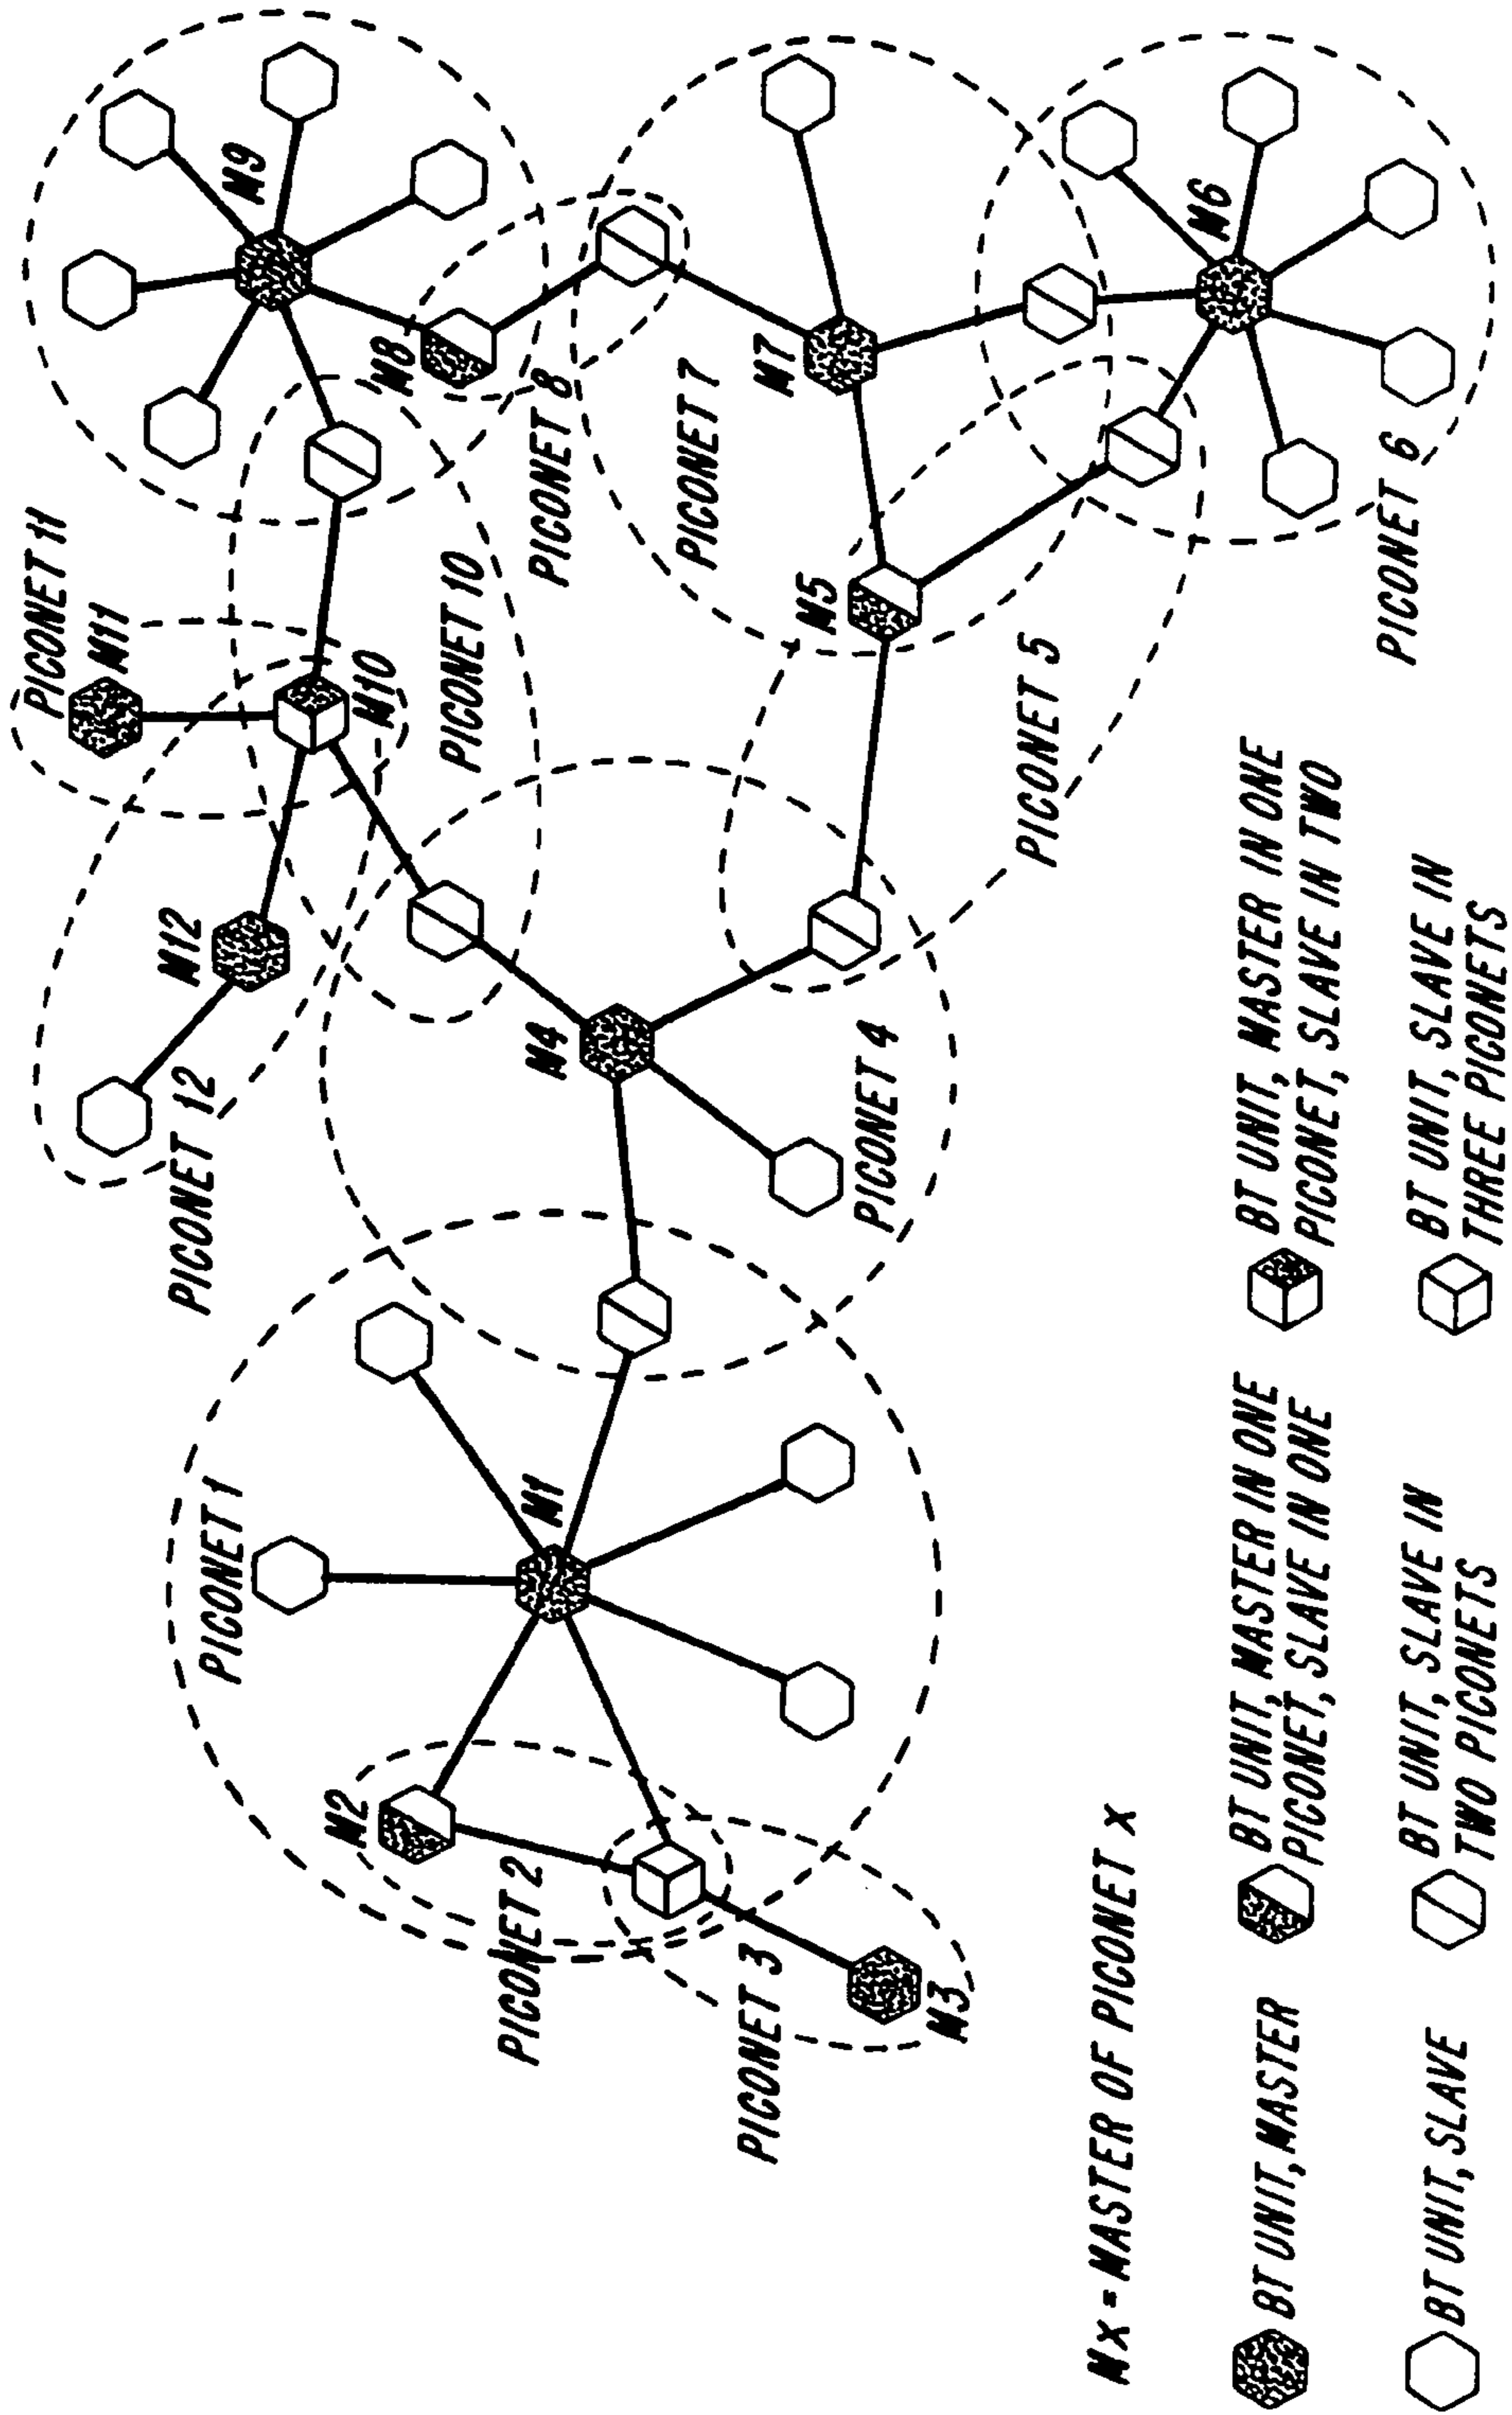 PICONET 1
M1
M2
PICONET 2
PICONET 3
M3
PICONET 12
M12
M4
PICONET 4
PICONET 11
M11
M10
PICONET 10
M9
M8
PICONET 8
PICONET 7
M7
M5
PICONET 5
M6
PICONET 6
Mx = MASTER OF PICONET X
BT UNIT, MASTER
BT UNIT, MASTER IN ONE
PICONET, SLAVE IN ONE
BT UNIT, MASTER IN ONE
PICONET, SLAVE IN TWO
BT UNIT, SLAVE
BT UNIT, SLAVE IN
TWO PICONETS
BT UNIT, SLAVE IN
THREE PICONETS